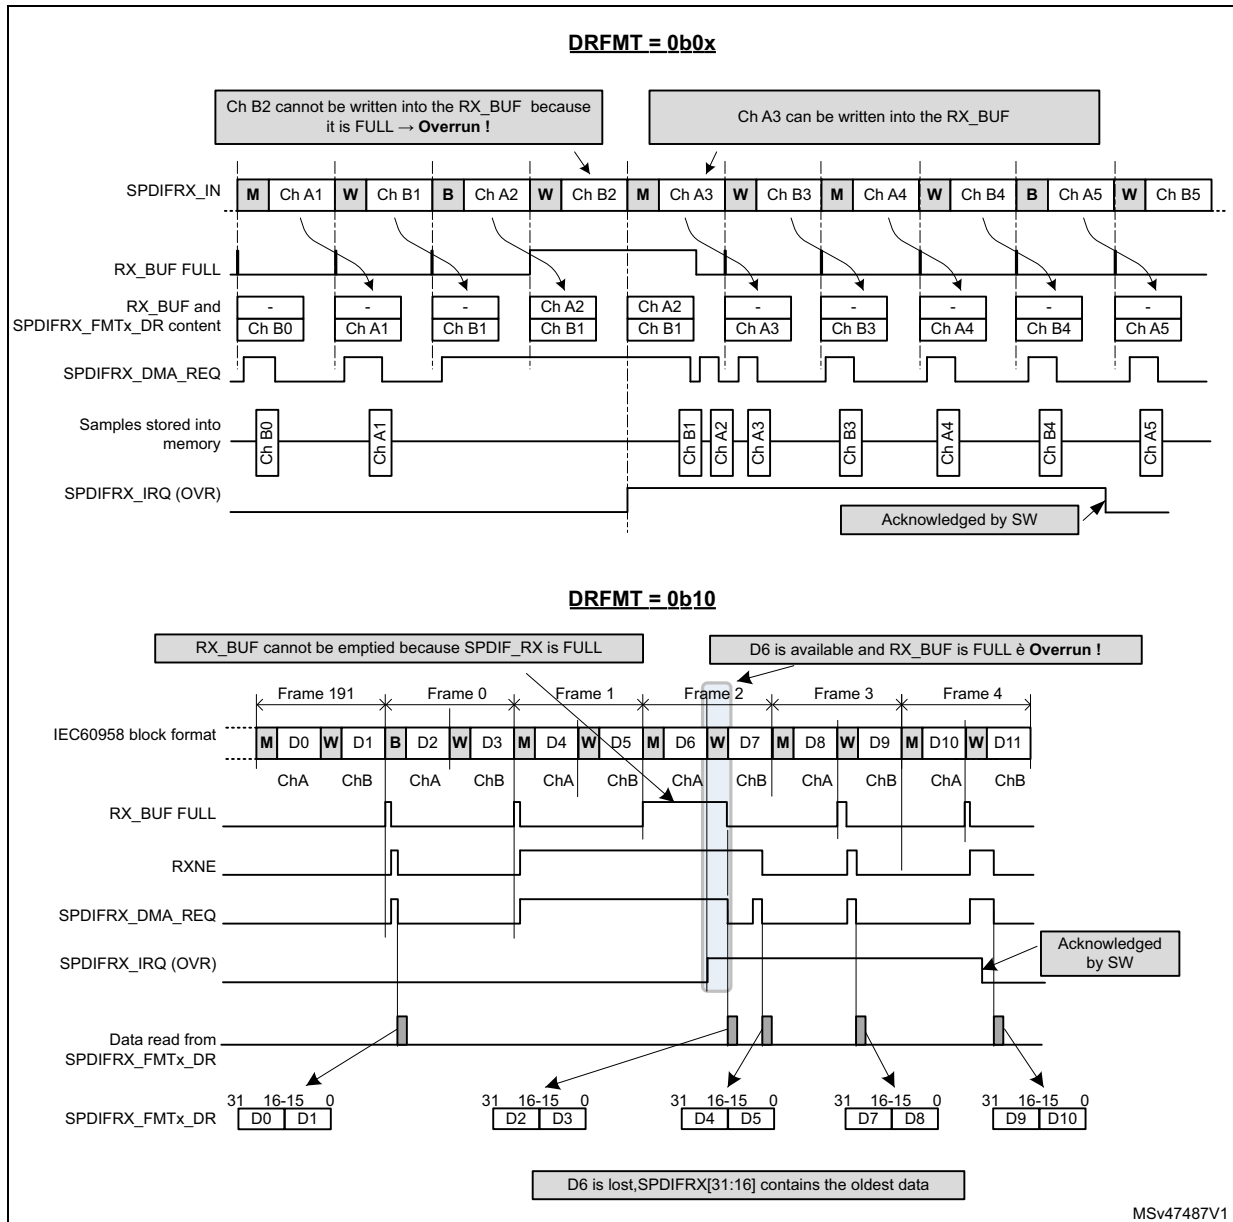 DRFMT = 0b0x
Ch B2 cannot be written into the RX_BUF because
it is FULL → Overrun !
Ch A3 can be written into the RX_BUF
SPDIFRX_IN
M Ch A1 W Ch B1 B Ch A2 W Ch B2 M Ch A3 W Ch B3 M Ch A4 W Ch B4 B Ch A5 W Ch B5
RX_BUF FULL
RX_BUF and
SPDIFRX_FMTx_DR content
- - - Ch A2 Ch A2 - - - - -
Ch B0 Ch A1 Ch B1 Ch B1 Ch B1 Ch A3 Ch B3 Ch A4 Ch B4 Ch A5
SPDIFRX_DMA_REQ
Samples stored into
memory
Ch B0 Ch A1 Ch B1 Ch A2 Ch A3 Ch B3 Ch A4 Ch B4 Ch A5
SPDIFRX_IRQ (OVR)
Acknowledged by SW
DRFMT = 0b10
RX_BUF cannot be emptied because SPDIF_RX is FULL
D6 is available and RX_BUF is FULL è Overrun !
Frame 191 Frame 0 Frame 1 Frame 2 Frame 3 Frame 4
IEC60958 block format
M D0 W D1 B D2 W D3 M D4 W D5 M D6 W D7 M D8 W D9 M D10 W D11
ChA ChB ChA ChB ChA ChB ChA ChB ChA ChB ChA ChB
RX_BUF FULL
RXNE
SPDIFRX_DMA_REQ
SPDIFRX_IRQ (OVR)
Acknowledged
by SW
Data read from
SPDIFRX_FMTx_DR
31 16-15 0 31 16-15 0 31 16-15 0 31 16-15 0 31 16-15 0
SPDIFRX_FMTx_DR
D0 D1 D2 D3 D4 D5 D7 D8 D9 D10
D6 is lost,SPDIFRX[31:16] contains the oldest data
MSv47487V1